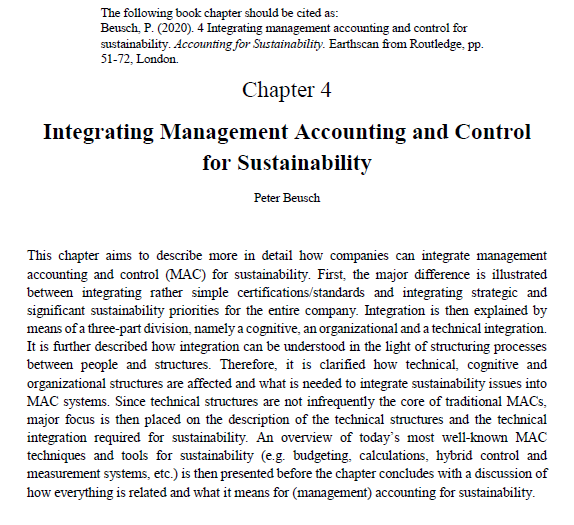 The following book chapter should be cited as:
Beusch, P. (2020). 4 Integrating management accounting and control for
sustainability. Accounting for Sustainability. Earthscan from Routledge, pp.
51-72, London.
Chapter 4
Integrating Management Accounting and Control
for Sustainability
Peter Beusch
This chapter aims to describe more in detail how companies can integrate management
accounting and control (MAC) for sustainability. First, the major difference is illustrated
between integrating rather simple certifications/standards and integrating strategic and
significant sustainability priorities for the entire company. Integration is then explained by
means of a three-part division, namely a cognitive, an organizational and a technical integration.
It is further described how integration can be understood in the light of structuring processes
between people and structures. Therefore, it is clarified how technical, cognitive and
organizational structures are affected and what is needed to integrate sustainability issues into
MAC systems. Since technical structures are not infrequently the core of traditional MACs,
major focus is then placed on the description of the technical structures and the technical
integration required for sustainability. An overview of today's most well-known MAC
techniques and tools for sustainability (e.g. budgeting, calculations, hybrid control and
measurement systems, etc.) is then presented before the chapter concludes with a discussion of
how everything is related and what it means for (management) accounting for sustainability.